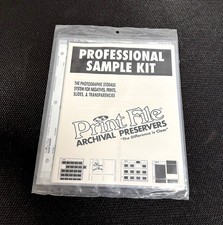 PROFESSIONAL
SAMPLE KIT
THE PHOTOGRAPHIC STORAGE
SYSTEM FOR NEGATIVES, PRINTS,
SLIDES, & TRANSPARENCIES
Print File
ARCHIVAL PRESERVERS
"The Difference is Clear"